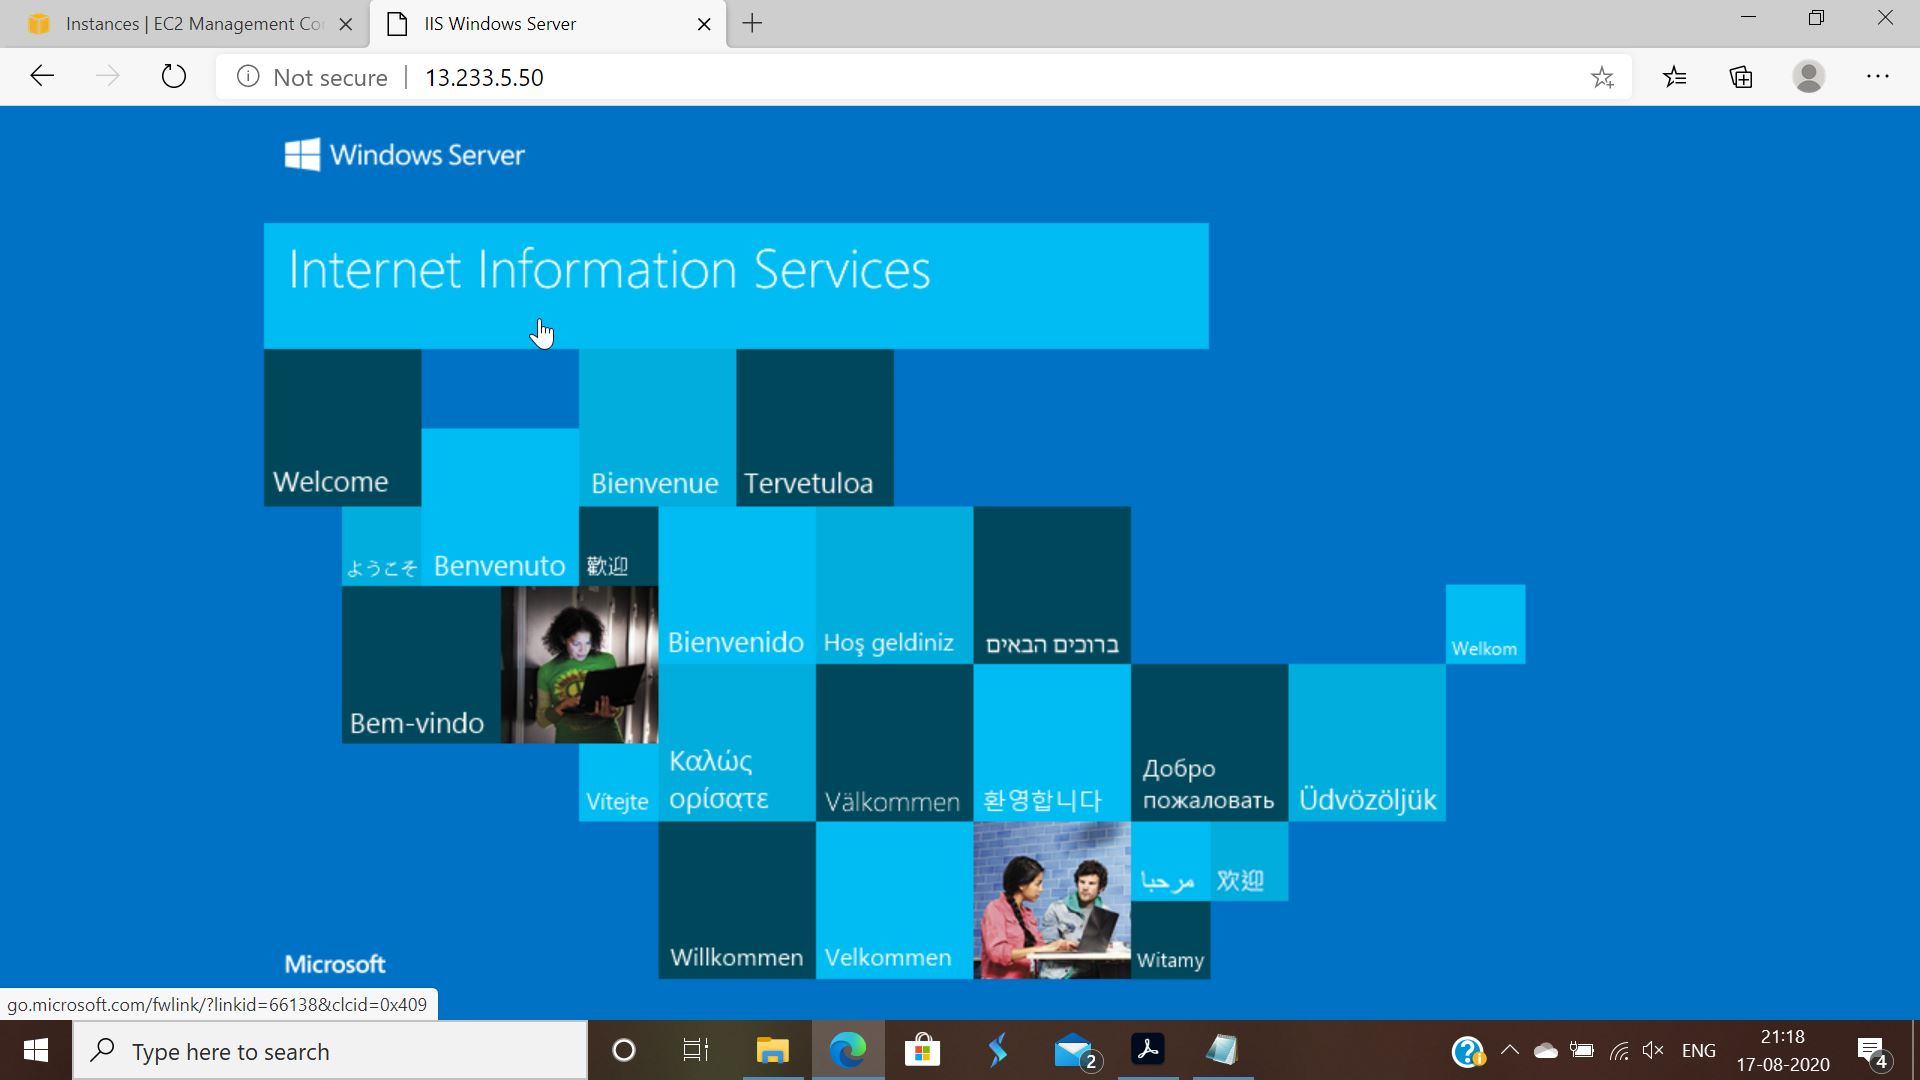 Instances | EC2 Management Co
IIS Windows Server
Not secure | 13.233.5.50
Windows Server
Internet Information Services
Welcome
Bienvenue
Tervetuloa
ようこそ
Benvenuto
歡迎
Bienvenido
Hoş geldiniz
ברוכים הבאים
Welkom
Bem-vindo
Vítejte
Καλώς
ορίσατε
Välkommen
환영합니다
Добро
пожаловать
Üdvözöljük
Willkommen
Velkommen
مرحبا
欢迎
Witamy
Microsoft
go.microsoft.com/fwlink/?linkid=66138&clcid=0x409
Type here to search
2
ENG
21:18
17-08-2020
4